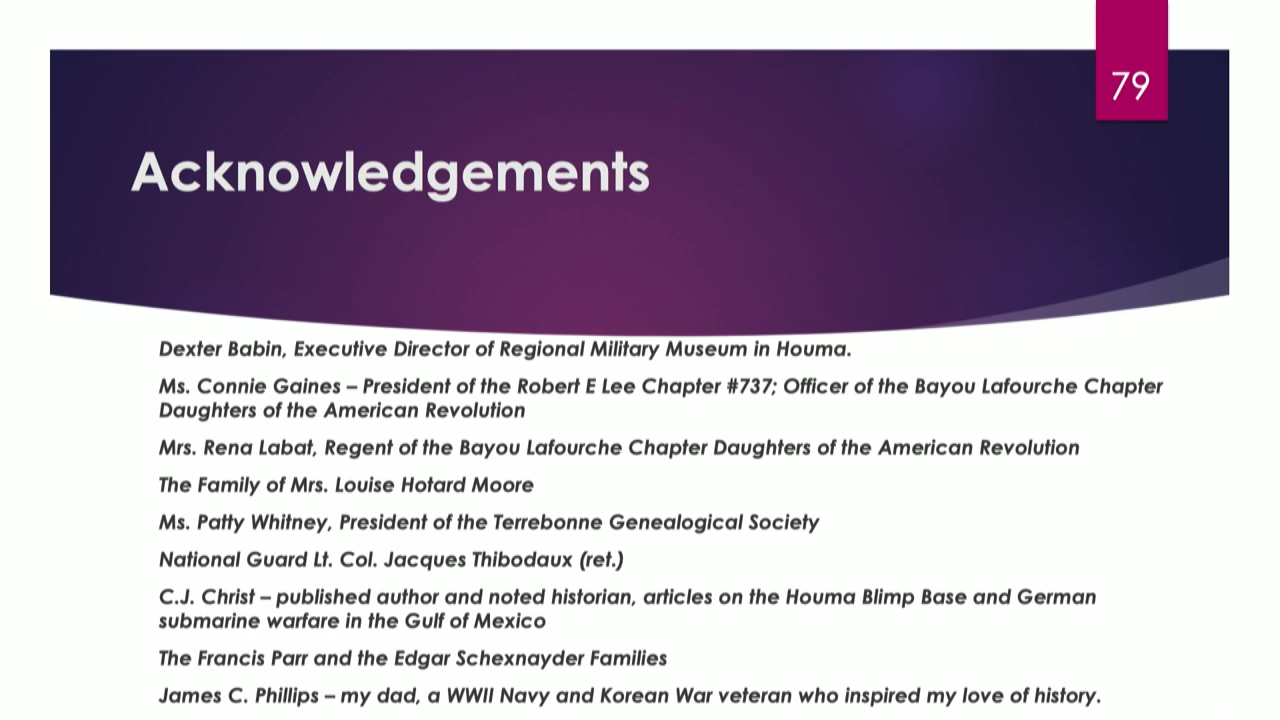 79
Acknowledgements
Dexter Babin, Executive Director of Regional Military Museum in Houma.
Ms. Connie Gaines – President of the Robert E Lee Chapter #737; Officer of the Bayou Lafourche Chapter
Daughters of the American Revolution
Mrs. Rena Labat, Regent of the Bayou Lafourche Chapter Daughters of the American Revolution
The Family of Mrs. Louise Hotard Moore
Ms. Patty Whitney, President of the Terrebonne Genealogical Society
National Guard Lt. Col. Jacques Thibodaux (ret.)
C.J. Christ – published author and noted historian, articles on the Houma Blimp Base and German
submarine warfare in the Gulf of Mexico
The Francis Parr and the Edgar Schexnayder Families
James C. Phillips – my dad, a WWII Navy and Korean War veteran who inspired my love of history.